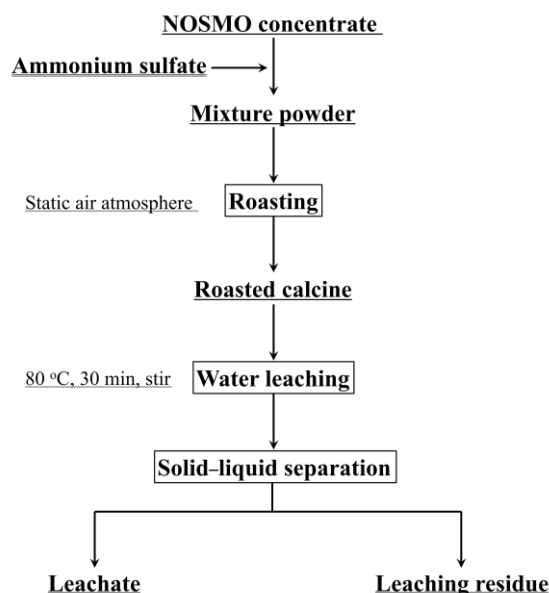 NOSMO concentrate
Ammonium sulfate
Mixture powder
Static air atmosphere
Roasting
Roasted calcine
80 °C, 30 min, stir
Water leaching
Solid–liquid separation
Leachate
Leaching residue